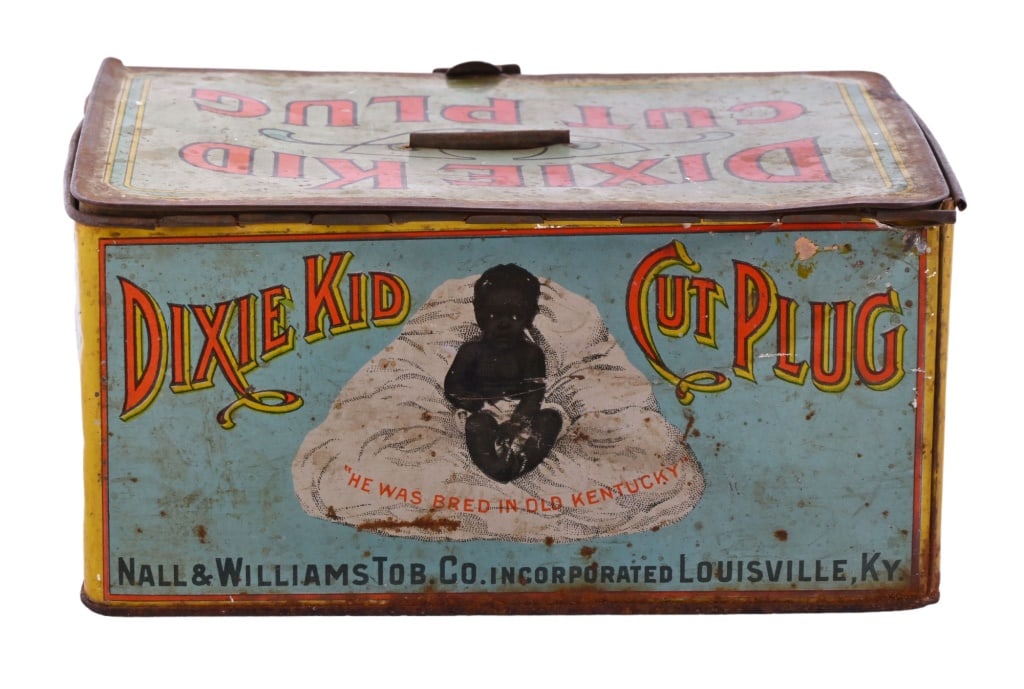 DIXIE KID
CUT PLUG
DIXIE KID
CUT PLUG
"HE WAS BRED IN OLD KENTUCKY"
NALL & WILLIAMS TOB. CO. INCORPORATED LOUISVILLE, KY.